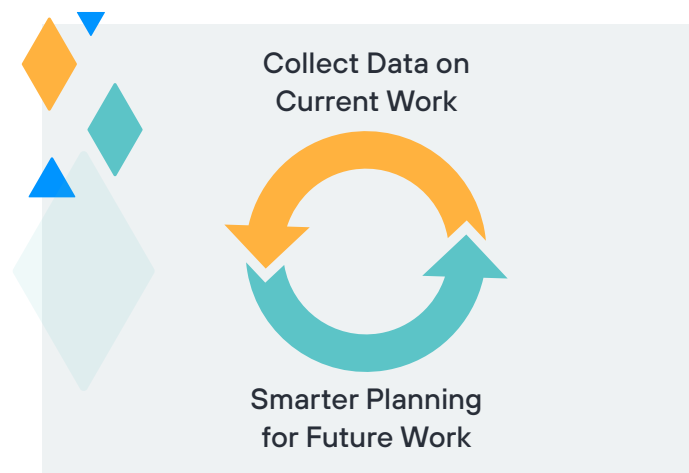 Collect Data on
Current Work
Smarter Planning
for Future Work